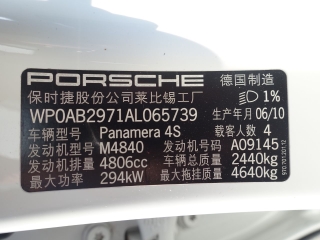 PORSCHE 德国制造
保时捷股份公司莱比锡工厂 1%
WP0AB2971AL065739 生产年月 06/10
车辆型号 Panamera 4S 载客人数 4
发动机型号 M4840 发动机号码 A09145
发动机排量 4806cc 最大总质量 2440kg
最大功率 294kW 最大拖挂质量 4640kg